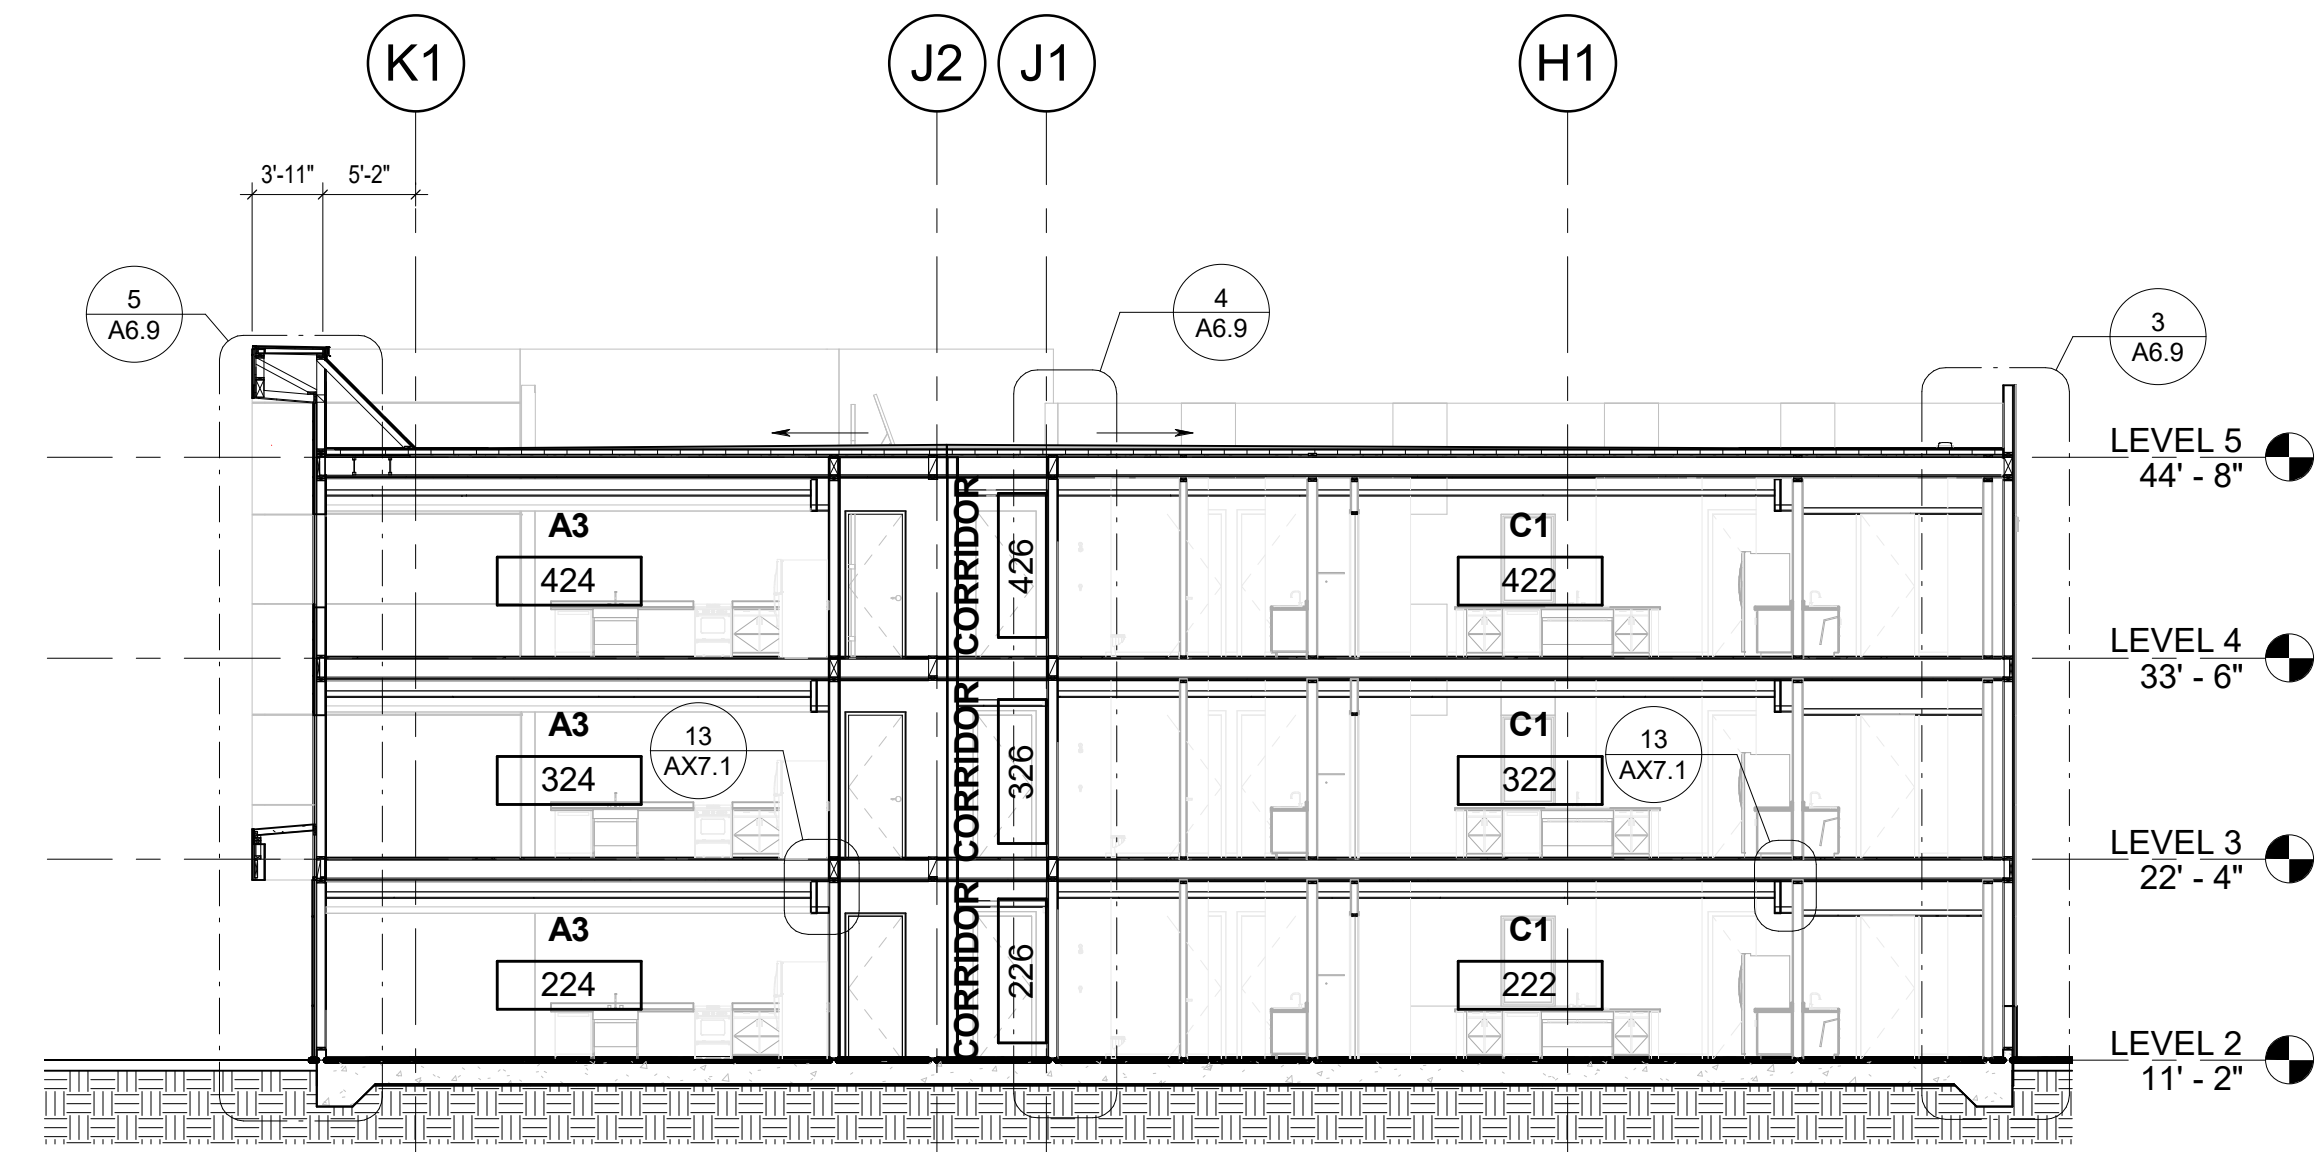 K1
J2
J1
H1
3'-11"
5'-2"
5
A6.9
4
A6.9
3
A6.9
LEVEL 5
44' - 8"
A3
424
CORRIDOR
426
C1
422
LEVEL 4
33' - 6"
A3
324
13
AX7.1
CORRIDOR
326
C1
322
13
AX7.1
LEVEL 3
22' - 4"
A3
224
CORRIDOR
226
C1
222
LEVEL 2
11' - 2"